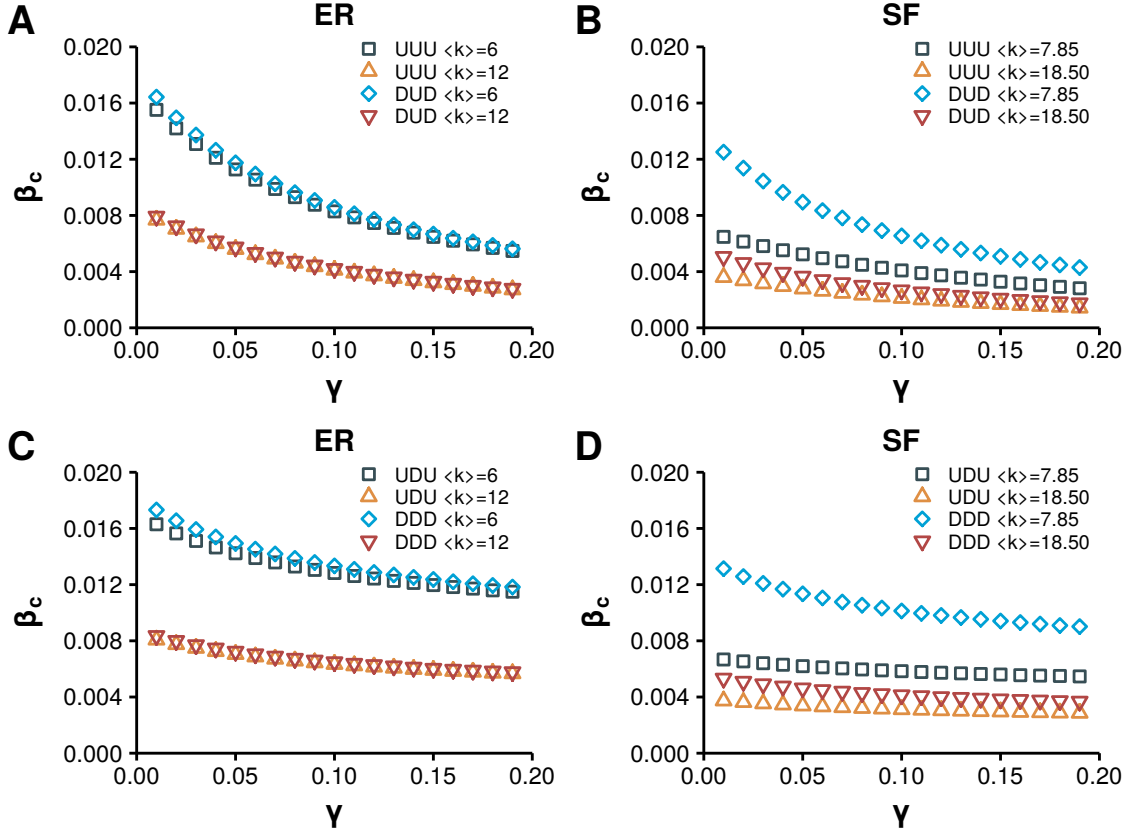 A
ER
UUU <k>=6
UUU <k>=12
DUD <k>=6
DUD <k>=12
0.020
0.016
0.012
0.008
0.004
0.000
βc
0.00 0.05 0.10 0.15 0.20
γ
B
SF
UUU <k>=7.85
UUU <k>=18.50
DUD <k>=7.85
DUD <k>=18.50
0.020
0.016
0.012
0.008
0.004
0.000
βc
0.00 0.05 0.10 0.15 0.20
γ
C
ER
UDU <k>=6
UDU <k>=12
DDD <k>=6
DDD <k>=12
0.020
0.016
0.012
0.008
0.004
0.000
βc
0.00 0.05 0.10 0.15 0.20
γ
D
SF
UDU <k>=7.85
UDU <k>=18.50
DDD <k>=7.85
DDD <k>=18.50
0.020
0.016
0.012
0.008
0.004
0.000
βc
0.00 0.05 0.10 0.15 0.20
γ